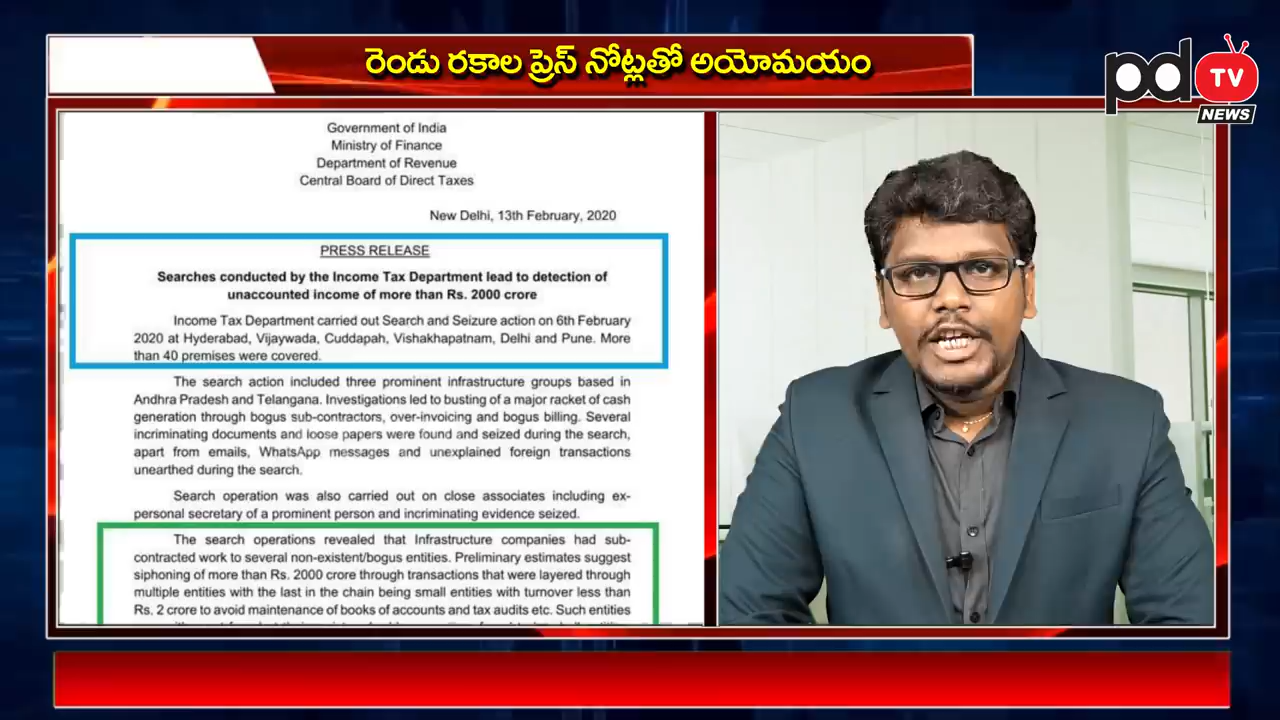 రెండు రకాల ప్రెస్ నోట్లతో అయోమయం
pd TV
NEWS
Government of India
Ministry of Finance
Department of Revenue
Central Board of Direct Taxes
New Delhi, 13th February, 2020
PRESS RELEASE
Searches conducted by the Income Tax Department lead to detection of
unaccounted income of more than Rs. 2000 crore
Income Tax Department carried out Search and Seizure action on 6th February
2020 at Hyderabad, Vijaywada, Cuddapah, Vishakhapatnam, Delhi and Pune. More
than 40 premises were covered.
The search action included three prominent infrastructure groups based in
Andhra Pradesh and Telangana. Investigations led to busting of a major racket of cash
generation through bogus sub-contractors, over-invoicing and bogus billing. Several
incriminating documents and loose papers were found and seized during the search,
apart from emails, WhatsApp messages and unexplained foreign transactions
unearthed during the search.
Search operation was also carried out on close associates including ex-
personal secretary of a prominent person and incriminating evidence seized.
The search operations revealed that Infrastructure companies had sub-
contracted work to several non-existent/bogus entities. Preliminary estimates suggest
siphoning of more than Rs. 2000 crore through transactions that were layered through
multiple entities with the last in the chain being small entities with turnover less than
Rs. 2 crore to avoid maintenance of books of accounts and tax audits etc. Such entities